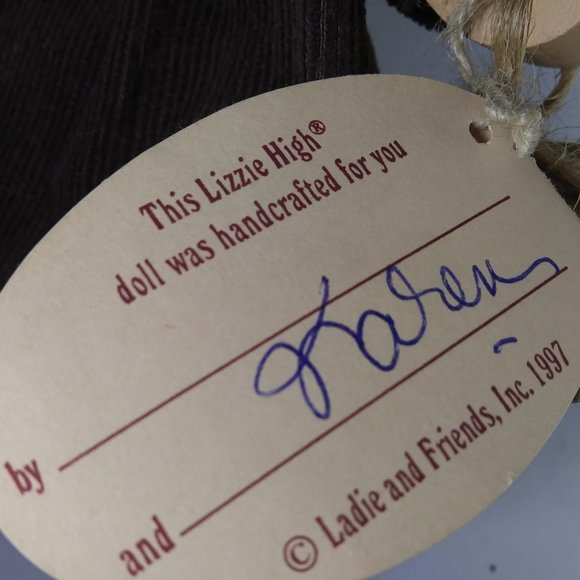 This Lizzie High®
doll was handcrafted for you
by
Karen
and
© Ladie and Friends, Inc. 1997